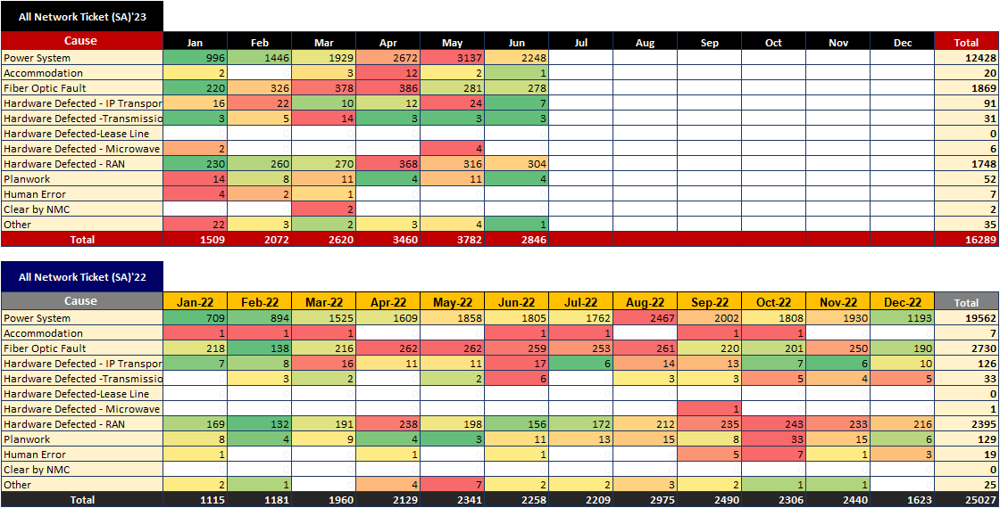 All Network Ticket (SA)'23
Cause Jan Feb Mar Apr May Jun Jul Aug Sep Oct Nov Dec Total
Power System 996 1446 1929 2672 3137 2248 12428
Accommodation 2 3 12 2 1 20
Fiber Optic Fault 220 326 378 386 281 278 1869
Hardware Defected - IP Transpor 16 22 10 12 24 7 91
Hardware Defected -Transmissio 3 5 14 3 3 3 31
Hardware Defected-Lease Line 0
Hardware Defected - Microwave 2 4 6
Hardware Defected - RAN 230 260 270 368 316 304 1748
Planwork 14 8 11 4 11 4 52
Human Error 4 2 1 7
Clear by NMC 2 2
Other 22 3 2 3 4 1 35
Total 1509 2072 2620 3460 3782 2846 16289
All Network Ticket (SA)'22
Cause Jan-22 Feb-22 Mar-22 Apr-22 May-22 Jun-22 Jul-22 Aug-22 Sep-22 Oct-22 Nov-22 Dec-22 Total
Power System 709 894 1525 1609 1858 1805 1762 2467 2002 1808 1930 1193 19562
Accommodation 1 1 1 1 1 1 1 7
Fiber Optic Fault 218 138 216 262 262 259 253 261 220 201 250 190 2730
Hardware Defected - IP Transpor 7 8 16 11 11 17 6 14 13 7 6 10 126
Hardware Defected -Transmissio 3 2 2 6 3 3 5 4 5 33
Hardware Defected-Lease Line 0
Hardware Defected - Microwave 1 1
Hardware Defected - RAN 169 132 191 238 198 156 172 212 235 243 233 216 2395
Planwork 8 4 9 4 3 11 13 15 8 33 15 6 129
Human Error 1 1 1 5 7 1 3 19
Clear by NMC 0
Other 2 1 4 7 2 2 3 2 1 1 25
Total 1115 1181 1960 2129 2341 2258 2209 2975 2490 2306 2440 1623 25027